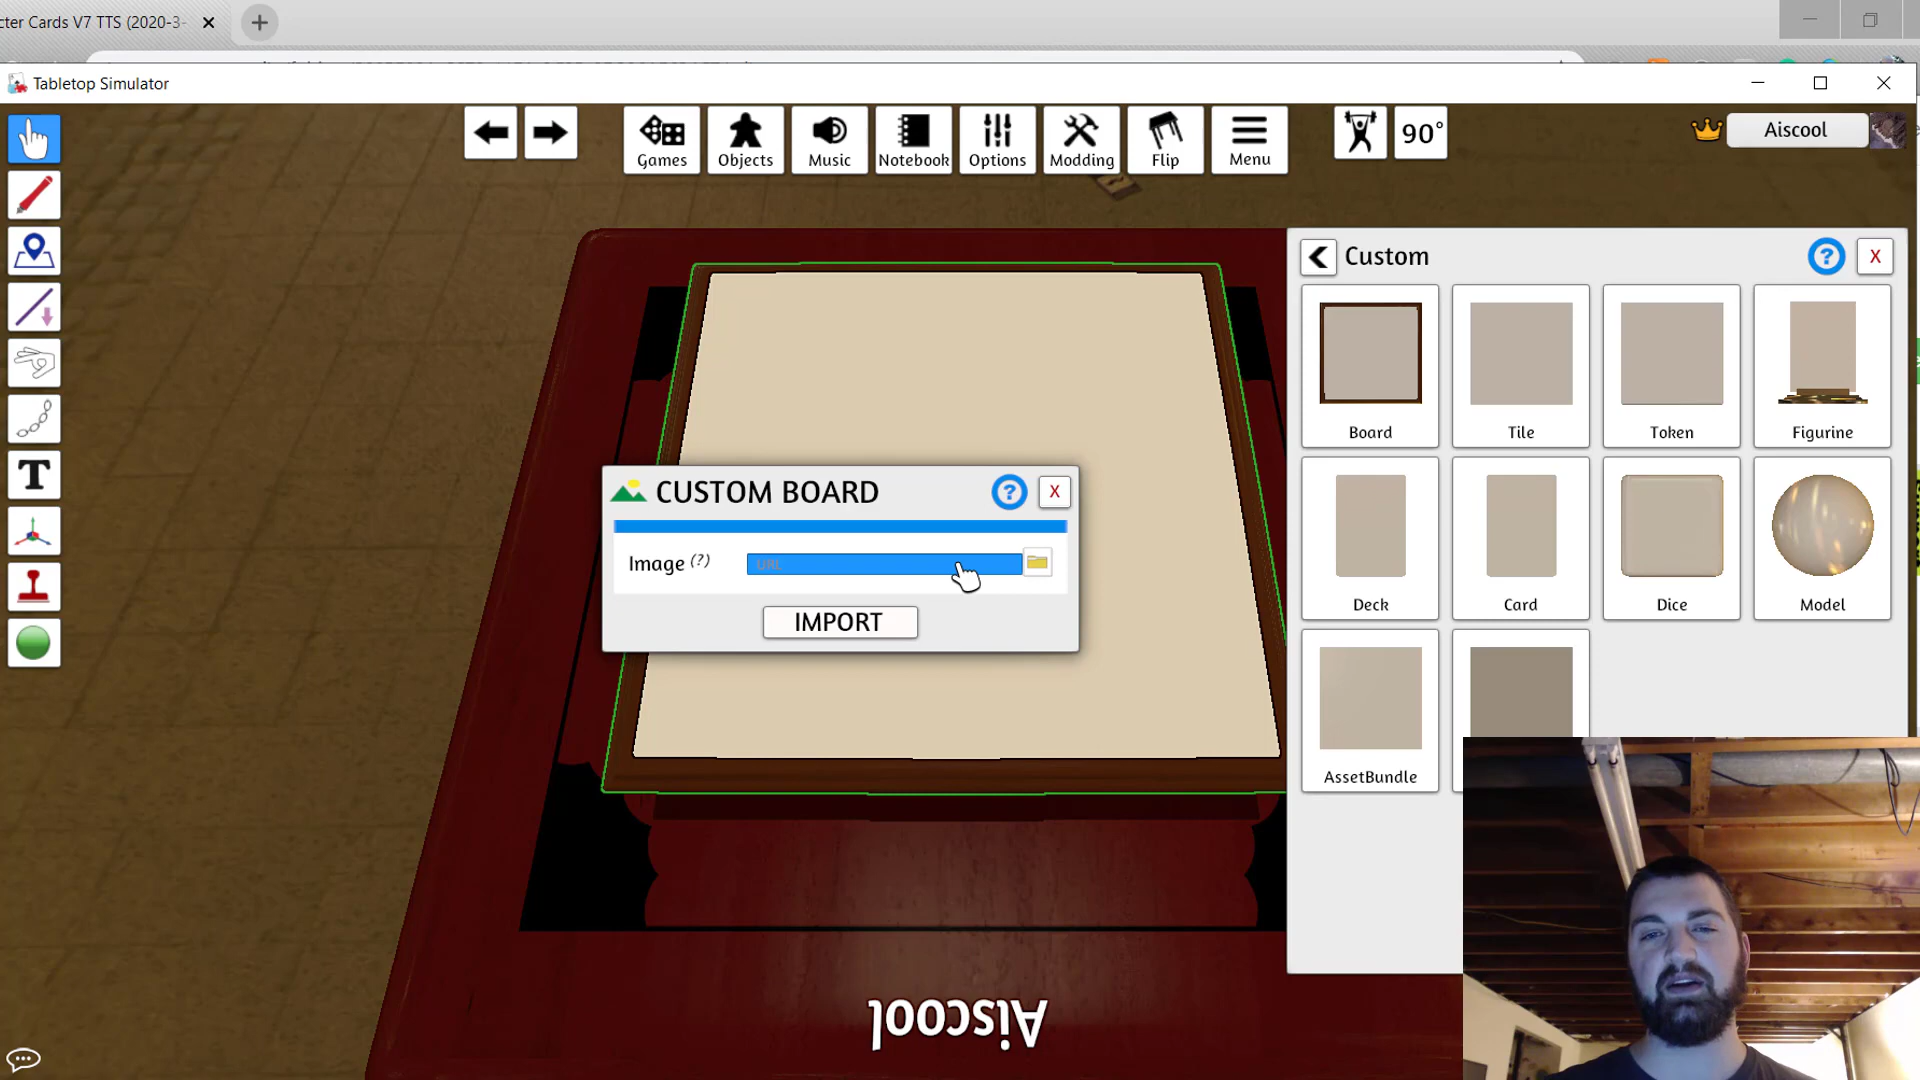 cter Cards V7 TTS (2020-3-
Tabletop Simulator
Games
Objects
Music
Notebook
Options
Modding
Flip
Menu
90°
Aiscool
Custom
?
X
Board
Tile
Token
Figurine
CUSTOM BOARD
?
X
Image (?)
URL
IMPORT
Deck
Card
Dice
Model
AssetBundle
Aiscool
T